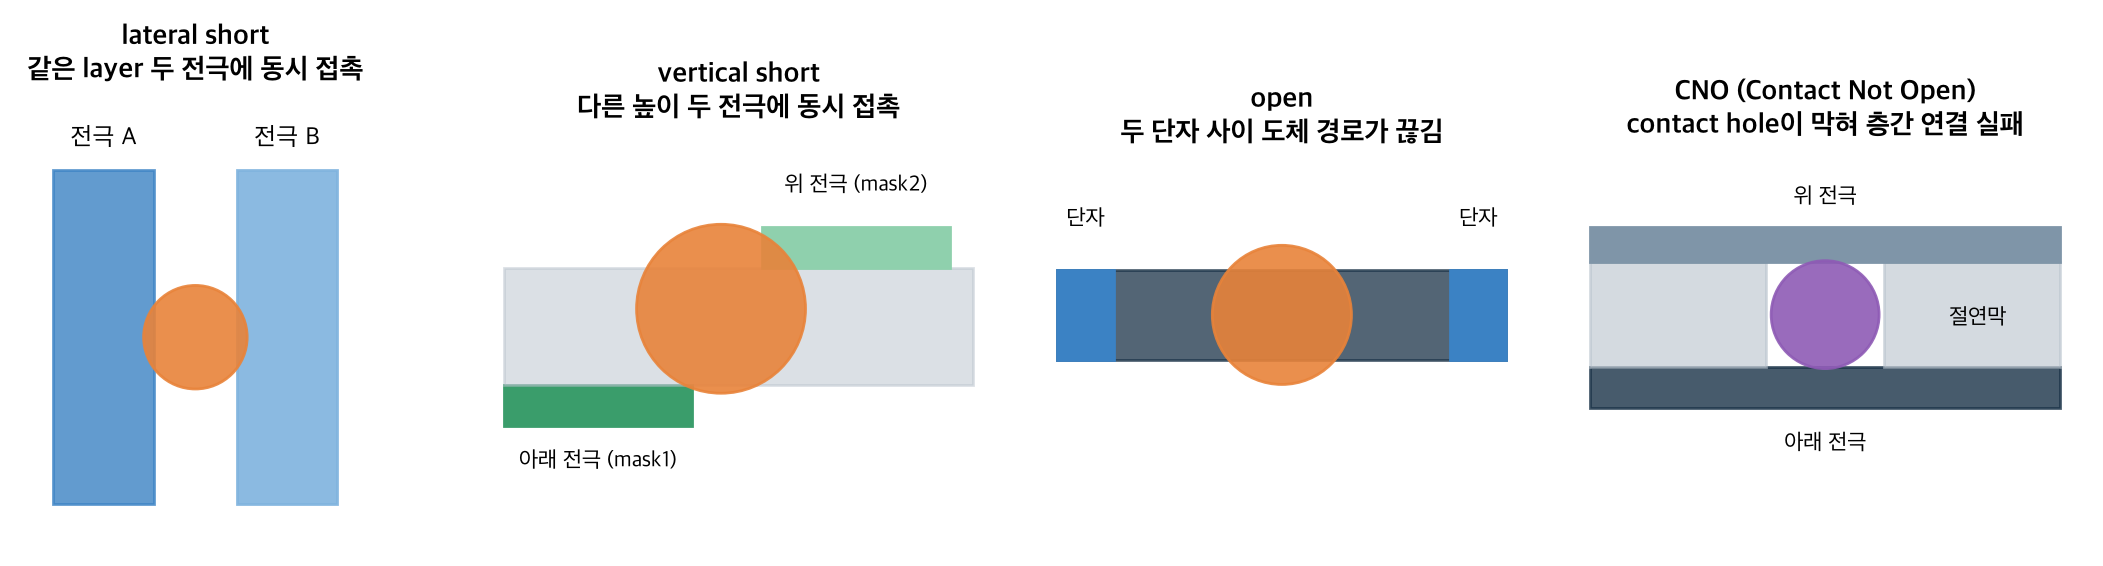 lateral short
같은 layer 두 전극에 동시 접촉
전극 A
전극 B
vertical short
다른 높이 두 전극에 동시 접촉
위 전극 (mask2)
아래 전극 (mask1)
open
두 단자 사이 도체 경로가 끊김
단자
단자
CNO (Contact Not Open)
contact hole이 막혀 층간 연결 실패
위 전극
절연막
아래 전극